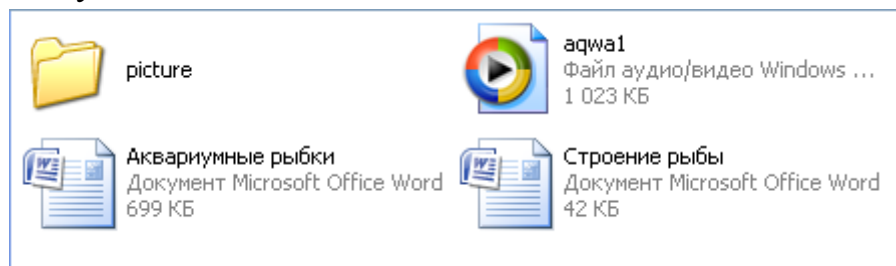 picture
aqwa1
Файл аудио/видео Windows ...
1 023 КБ
Аквариумные рыбки
Документ Microsoft Office Word
699 КБ
Строение рыбы
Документ Microsoft Office Word
42 КБ